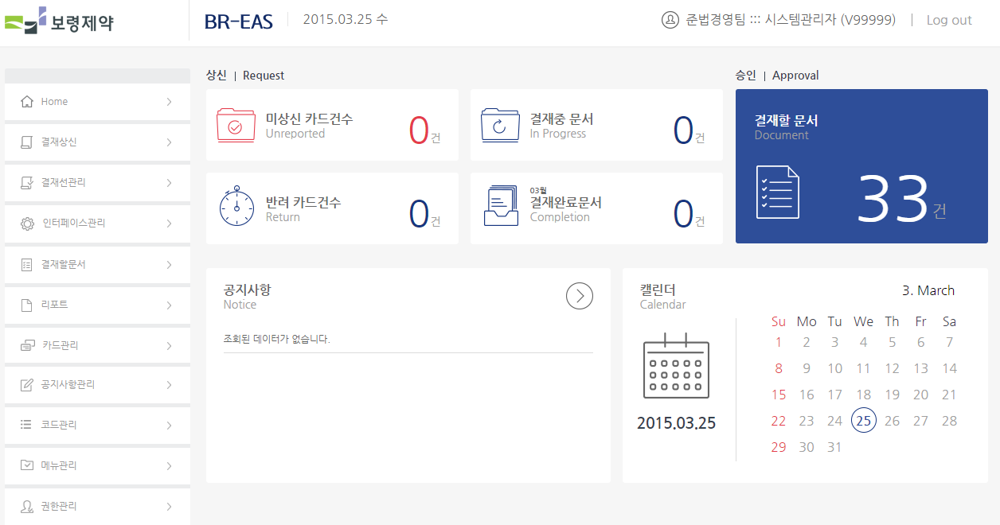 보령제약
BR-EAS
2015.03.25 수
준법경영팀 ::: 시스템관리자 (V99999) | Log out
Home
결재상신
결재선관리
인터페이스관리
결재할문서
리포트
카드관리
공지사항관리
코드관리
메뉴관리
권한관리
상신 | Request
미상신 카드건수
Unreported
0건
결재중 문서
In Progress
0건
반려 카드건수
Return
0건
03월
결재완료문서
Completion
0건
승인 | Approval
결재할 문서
Document
33건
공지사항
Notice
조회된 데이터가 없습니다.
캘린더
Calendar
2015.03.25
3. March
Su Mo Tu We Th Fr Sa
1 2 3 4 5 6 7
8 9 10 11 12 13 14
15 16 17 18 19 20 21
22 23 24 25 26 27 28
29 30 31